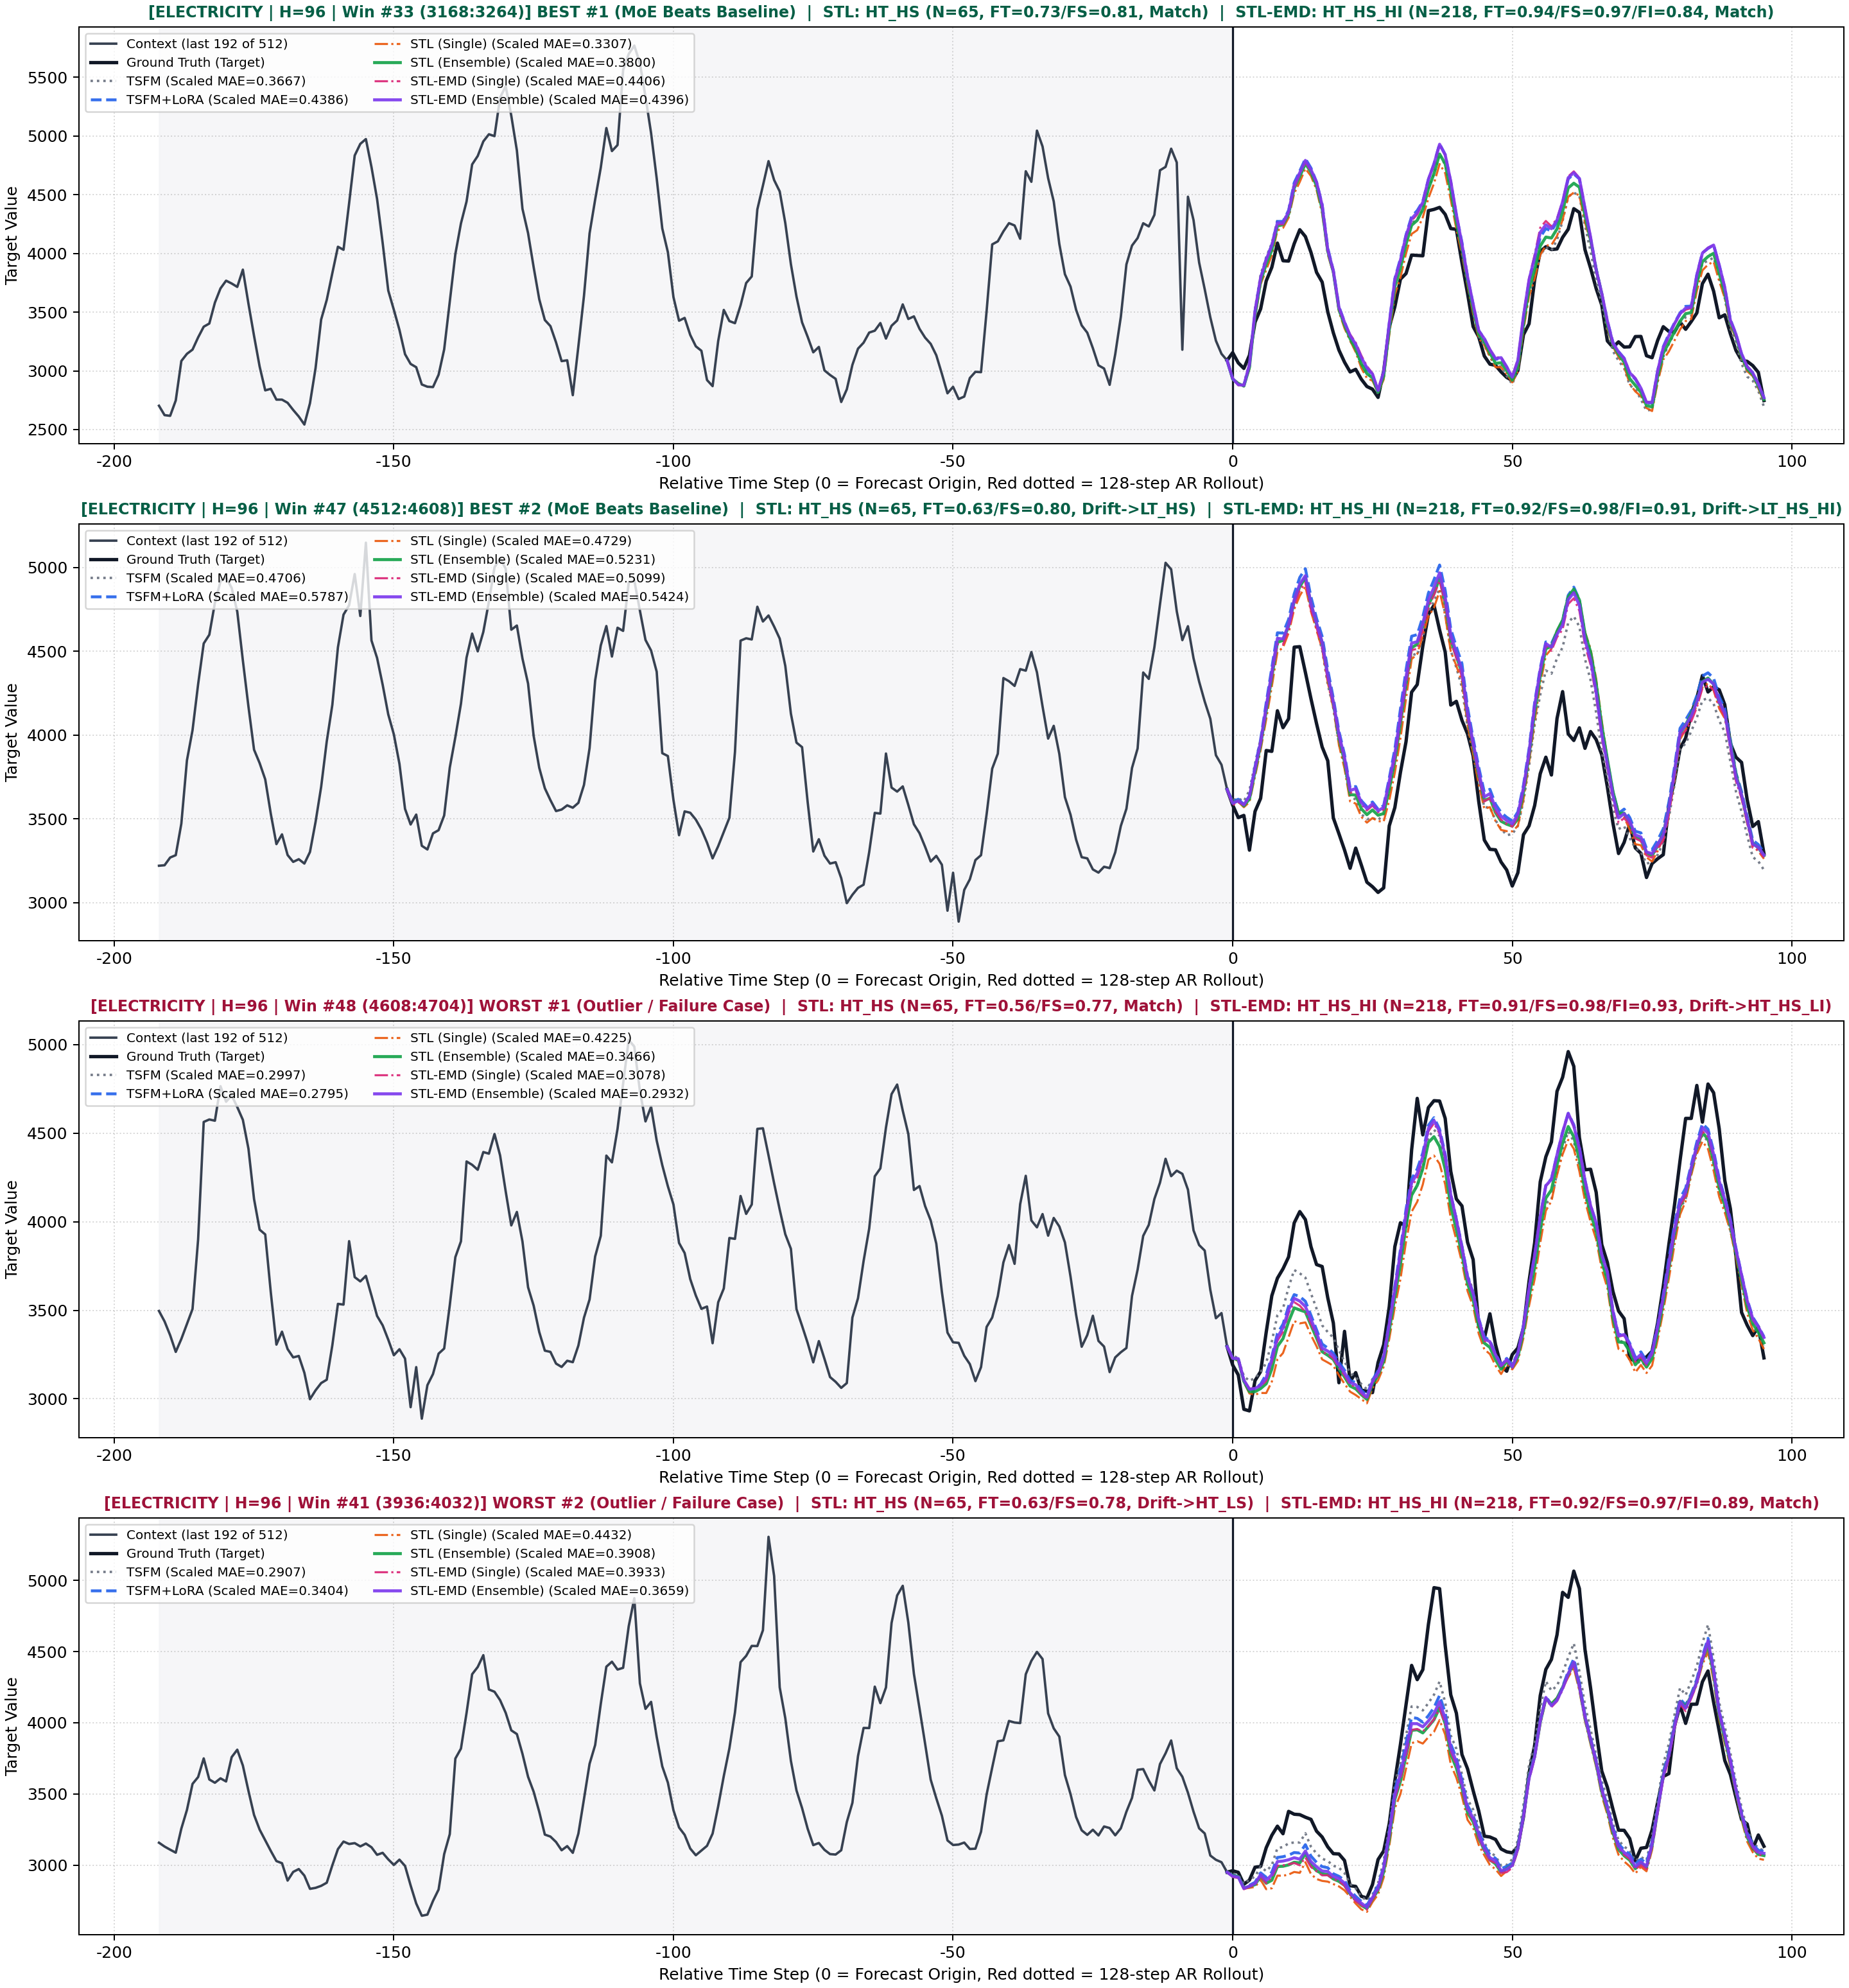 [ELECTRICITY | H=96 | Win #33 (3168:3264)] BEST #1 (MoE Beats Baseline) | STL: HT_HS (N=65, FT=0.73/FS=0.81, Match) | STL-EMD: HT_HS_HI (N=218, FT=0.94/FS=0.97/FI=0.84, Match)
Context (last 192 of 512)
Ground Truth (Target)
TSFM (Scaled MAE=0.3667)
TSFM+LoRA (Scaled MAE=0.4386)
STL (Single) (Scaled MAE=0.3307)
STL (Ensemble) (Scaled MAE=0.3800)
STL-EMD (Single) (Scaled MAE=0.4406)
STL-EMD (Ensemble) (Scaled MAE=0.4396)
Target Value
5500
5000
4500
4000
3500
3000
2500
-200 -150 -100 -50 0 50 100
Relative Time Step (0 = Forecast Origin, Red dotted = 128-step AR Rollout)
[ELECTRICITY | H=96 | Win #47 (4512:4608)] BEST #2 (MoE Beats Baseline) | STL: HT_HS (N=65, FT=0.63/FS=0.80, Drift->LT_HS) | STL-EMD: HT_HS_HI (N=218, FT=0.92/FS=0.98/FI=0.91, Drift->LT_HS_HI)
Context (last 192 of 512)
Ground Truth (Target)
TSFM (Scaled MAE=0.4706)
TSFM+LoRA (Scaled MAE=0.5787)
STL (Single) (Scaled MAE=0.4729)
STL (Ensemble) (Scaled MAE=0.5231)
STL-EMD (Single) (Scaled MAE=0.5099)
STL-EMD (Ensemble) (Scaled MAE=0.5424)
Target Value
5000
4500
4000
3500
3000
-200 -150 -100 -50 0 50 100
Relative Time Step (0 = Forecast Origin, Red dotted = 128-step AR Rollout)
[ELECTRICITY | H=96 | Win #48 (4608:4704)] WORST #1 (Outlier / Failure Case) | STL: HT_HS (N=65, FT=0.56/FS=0.77, Match) | STL-EMD: HT_HS_HI (N=218, FT=0.91/FS=0.98/FI=0.93, Drift->HT_HS_LI)
Context (last 192 of 512)
Ground Truth (Target)
TSFM (Scaled MAE=0.2997)
TSFM+LoRA (Scaled MAE=0.2795)
STL (Single) (Scaled MAE=0.4225)
STL (Ensemble) (Scaled MAE=0.3466)
STL-EMD (Single) (Scaled MAE=0.3078)
STL-EMD (Ensemble) (Scaled MAE=0.2932)
Target Value
5000
4500
4000
3500
3000
-200 -150 -100 -50 0 50 100
Relative Time Step (0 = Forecast Origin, Red dotted = 128-step AR Rollout)
[ELECTRICITY | H=96 | Win #41 (3936:4032)] WORST #2 (Outlier / Failure Case) | STL: HT_HS (N=65, FT=0.63/FS=0.78, Drift->HT_LS) | STL-EMD: HT_HS_HI (N=218, FT=0.92/FS=0.97/FI=0.89, Match)
Context (last 192 of 512)
Ground Truth (Target)
TSFM (Scaled MAE=0.2907)
TSFM+LoRA (Scaled MAE=0.3404)
STL (Single) (Scaled MAE=0.4432)
STL (Ensemble) (Scaled MAE=0.3908)
STL-EMD (Single) (Scaled MAE=0.3933)
STL-EMD (Ensemble) (Scaled MAE=0.3659)
Target Value
5000
4500
4000
3500
3000
-200 -150 -100 -50 0 50 100
Relative Time Step (0 = Forecast Origin, Red dotted = 128-step AR Rollout)